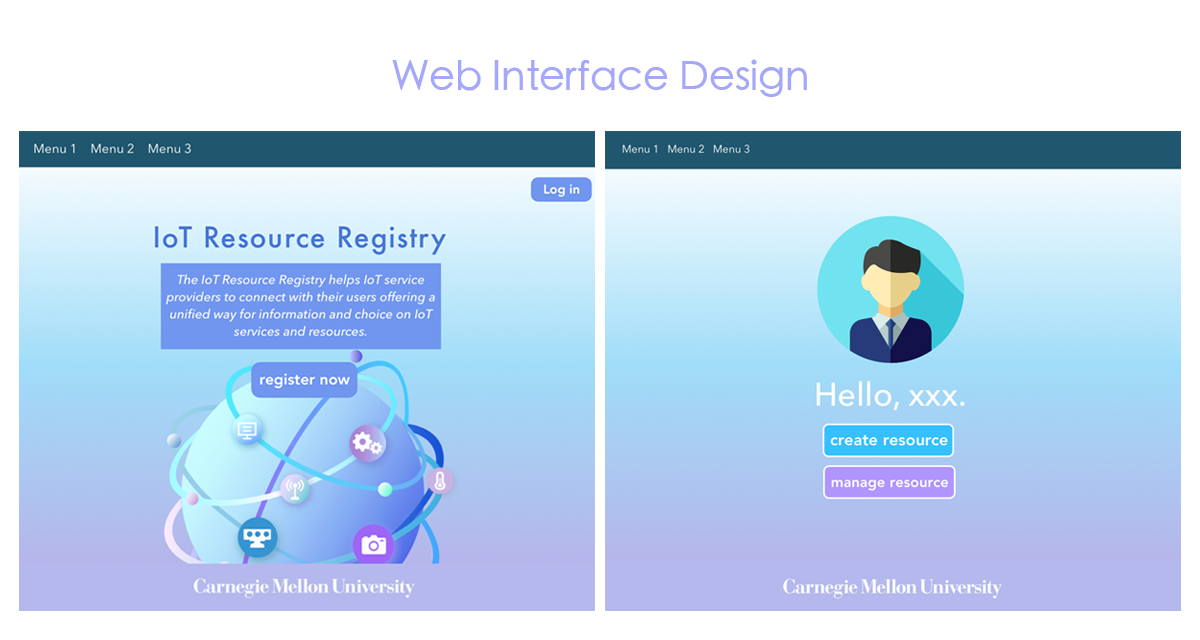 Web Interface Design
Menu 1 Menu 2 Menu 3
Log in
IoT Resource Registry
The IoT Resource Registry helps IoT service
providers to connect with their users offering a
unified way for information and choice on IoT
services and resources.
register now
Carnegie Mellon University
Menu 1 Menu 2 Menu 3
Hello, xxx.
create resource
manage resource
Carnegie Mellon University